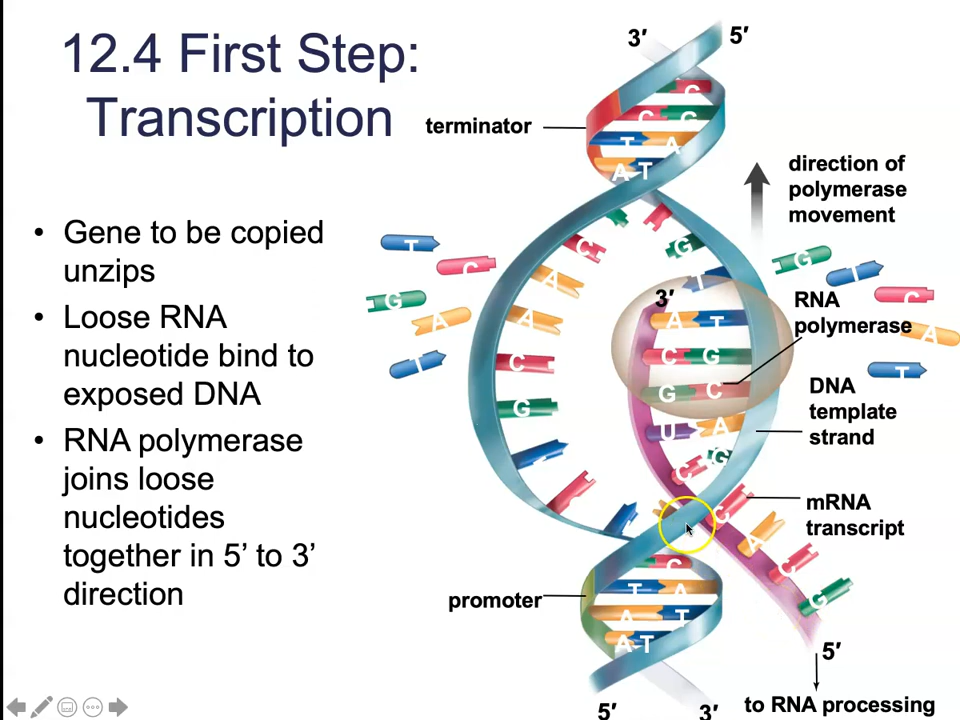 12.4 First Step:
Transcription
• Gene to be copied
unzips
• Loose RNA
nucleotide bind to
exposed DNA
• RNA polymerase
joins loose
nucleotides
together in 5’ to 3’
direction
3′
5′
terminator
C
C G
T A
A T
direction of
polymerase
movement
T
C
G
A
T
C
A
A
C
G
G
T
3′
A T
C G
G C
U A
C G
G
T
C
A
T
RNA
polymerase
DNA
template
strand
mRNA
transcript
C
A
C
G
promoter
C
T A
A T
A T
5′
3′
5′
to RNA processing